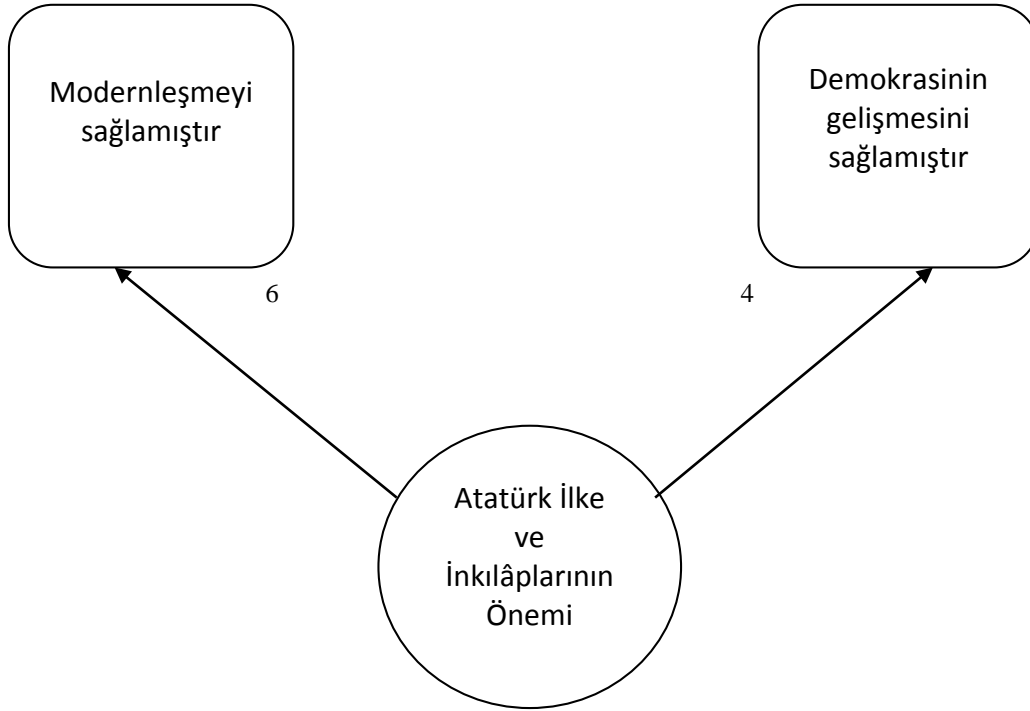 Modernleşmeyi
sağlamıştır
Demokrasinin
gelişmesini
sağlamıştır
6
4
Atatürk İlke
ve
İnkılâplarının
Önemi